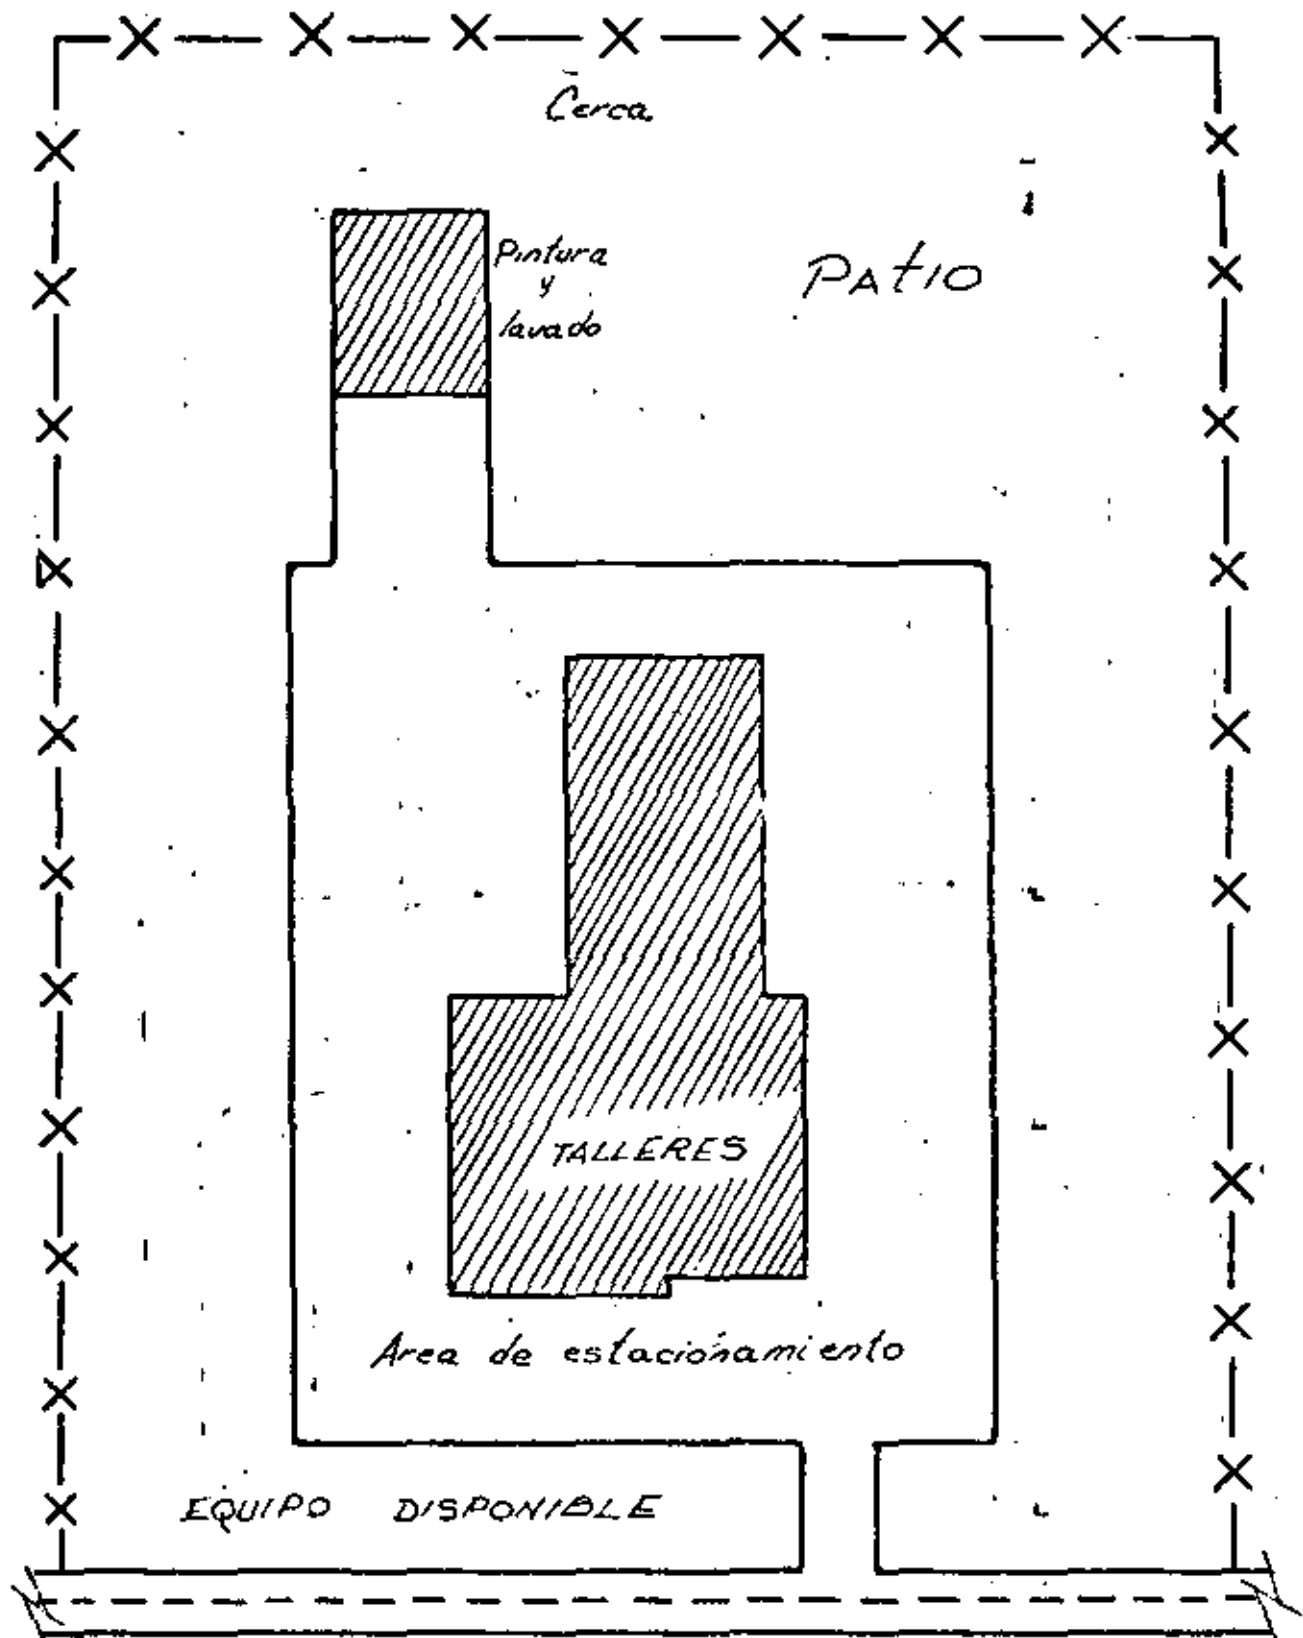 Cerca
Pintura
y
lavado
PATIO
TALLERES
Area de estacionamiento
EQUIPO DISPONIBLE